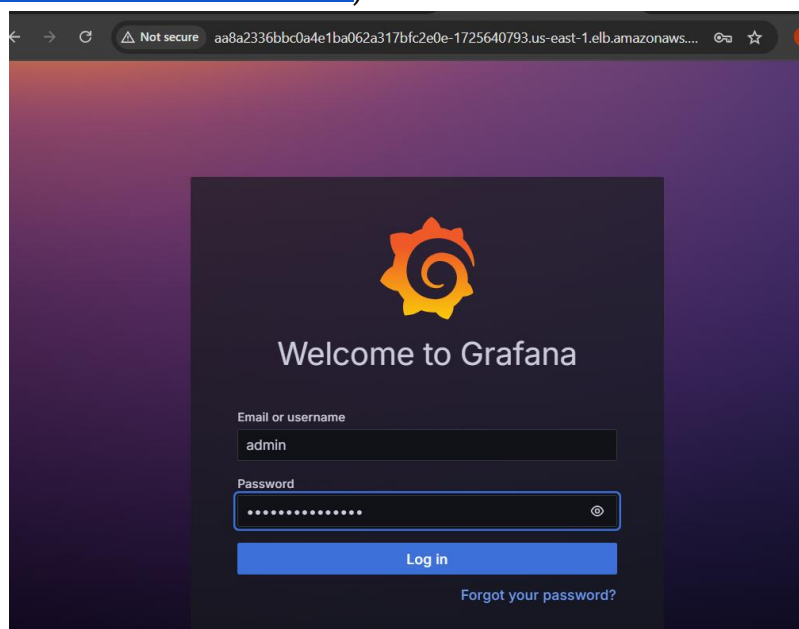 )
Not secure aa8a2336bbc0a4e1ba062a317bfc2e0e-1725640793.us-east-1.elb.amazonaws....
Welcome to Grafana
Email or username
admin
Password
•••••••••••••••
Log in
Forgot your password?